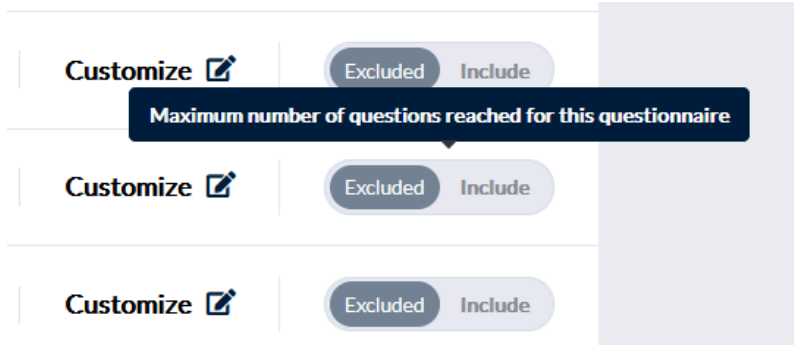 Customize Excluded Include
Maximum number of questions reached for this questionnaire
Customize Excluded Include
Customize Excluded Include